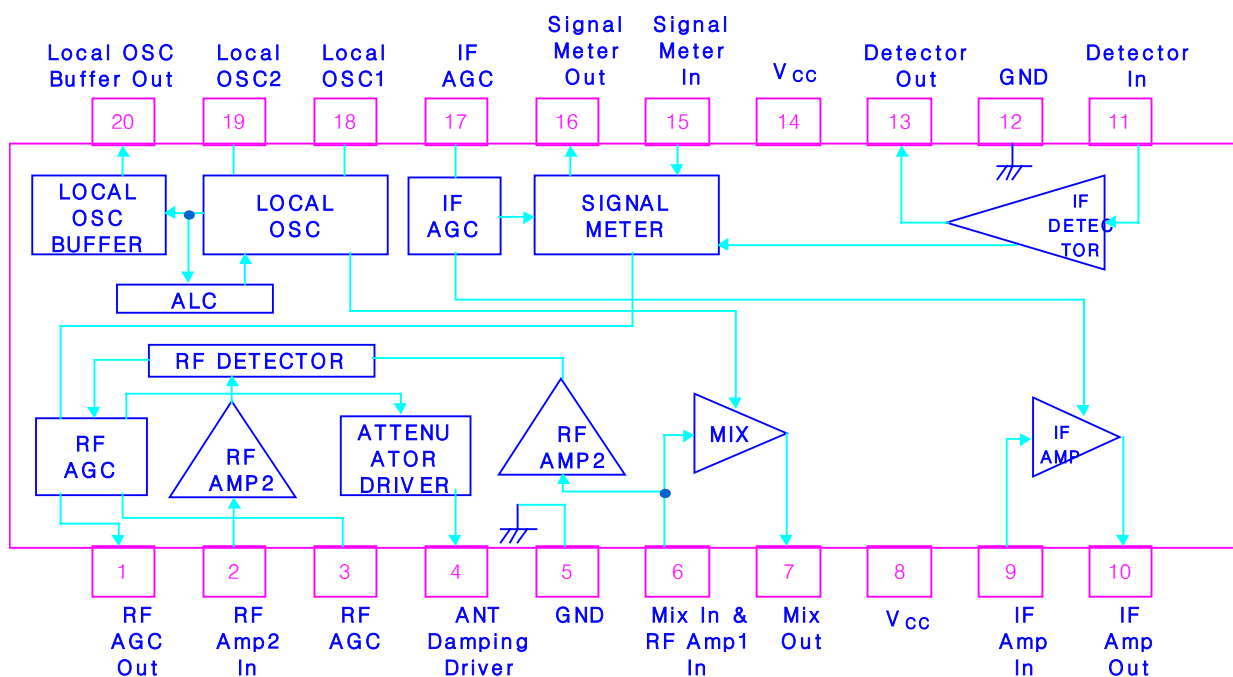 Local OSC
Buffer Out
Local
OSC2
Local
OSC1
IF
AGC
Signal
Meter
Out
Signal
Meter
In
VCC
Detector
Out
GND
Detector
In
20
19
18
17
16
15
14
13
12
11
LOCAL
OSC
BUFFER
LOCAL
OSC
IF
AGC
SIGNAL
METER
IF
DETEC
TOR
ALC
RF DETECTOR
RF
AGC
RF
AMP2
ATTENU
ATOR
DRIVER
RF
AMP2
MIX
IF
AMP
1
2
3
4
5
6
7
8
9
10
RF
AGC
Out
RF
Amp2
In
RF
AGC
ANT
Damping
Driver
GND
Mix In &
RF Amp1
In
Mix
Out
VCC
IF
Amp
In
IF
Amp
Out